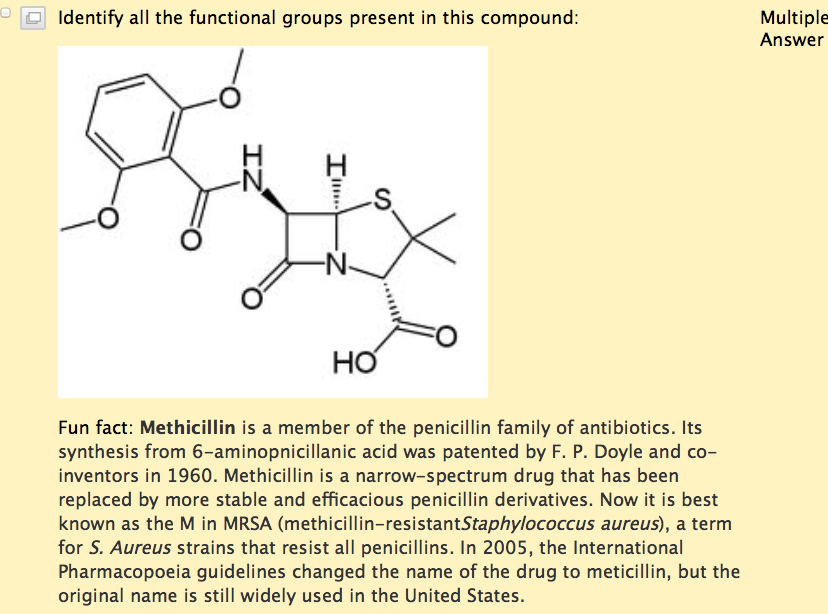 Identify all the functional groups present in this compound:
Multiple
Answer
O
H
N
H
S
O
O
N
O
O
HO
Fun fact: Methicillin is a member of the penicillin family of antibiotics. Its
synthesis from 6-aminopnicillanic acid was patented by F. P. Doyle and co-
inventors in 1960. Methicillin is a narrow-spectrum drug that has been
replaced by more stable and efficacious penicillin derivatives. Now it is best
known as the M in MRSA (methicillin-resistantStaphylococcus aureus), a term
for S. Aureus strains that resist all penicillins. In 2005, the International
Pharmacopoeia guidelines changed the name of the drug to meticillin, but the
original name is still widely used in the United States.